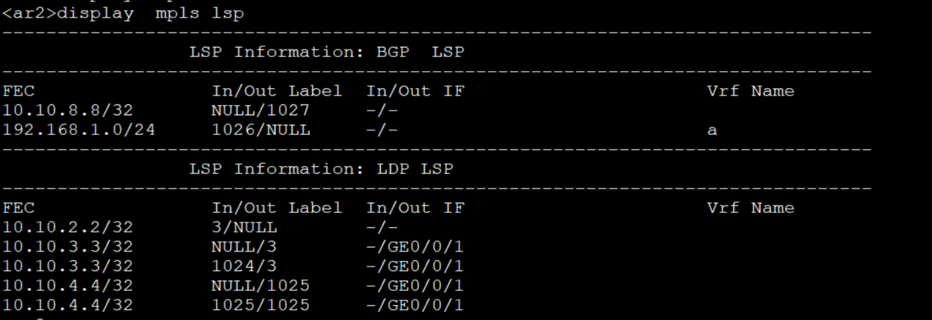 <ar2>display  mpls lsp
-------------------------------------------------------------------------------
                 LSP Information: BGP  LSP
-------------------------------------------------------------------------------
FEC                In/Out Label  In/Out IF                      Vrf Name
10.10.8.8/32       NULL/1027     -/-
192.168.1.0/24     1026/NULL     -/-                            a
-------------------------------------------------------------------------------
                 LSP Information: LDP LSP
-------------------------------------------------------------------------------
FEC                In/Out Label  In/Out IF                      Vrf Name
10.10.2.2/32       3/NULL        -/-
10.10.3.3/32       NULL/3        -/GE0/0/1
10.10.3.3/32       1024/3        -/GE0/0/1
10.10.4.4/32       NULL/1025     -/GE0/0/1
10.10.4.4/32       1025/1025     -/GE0/0/1